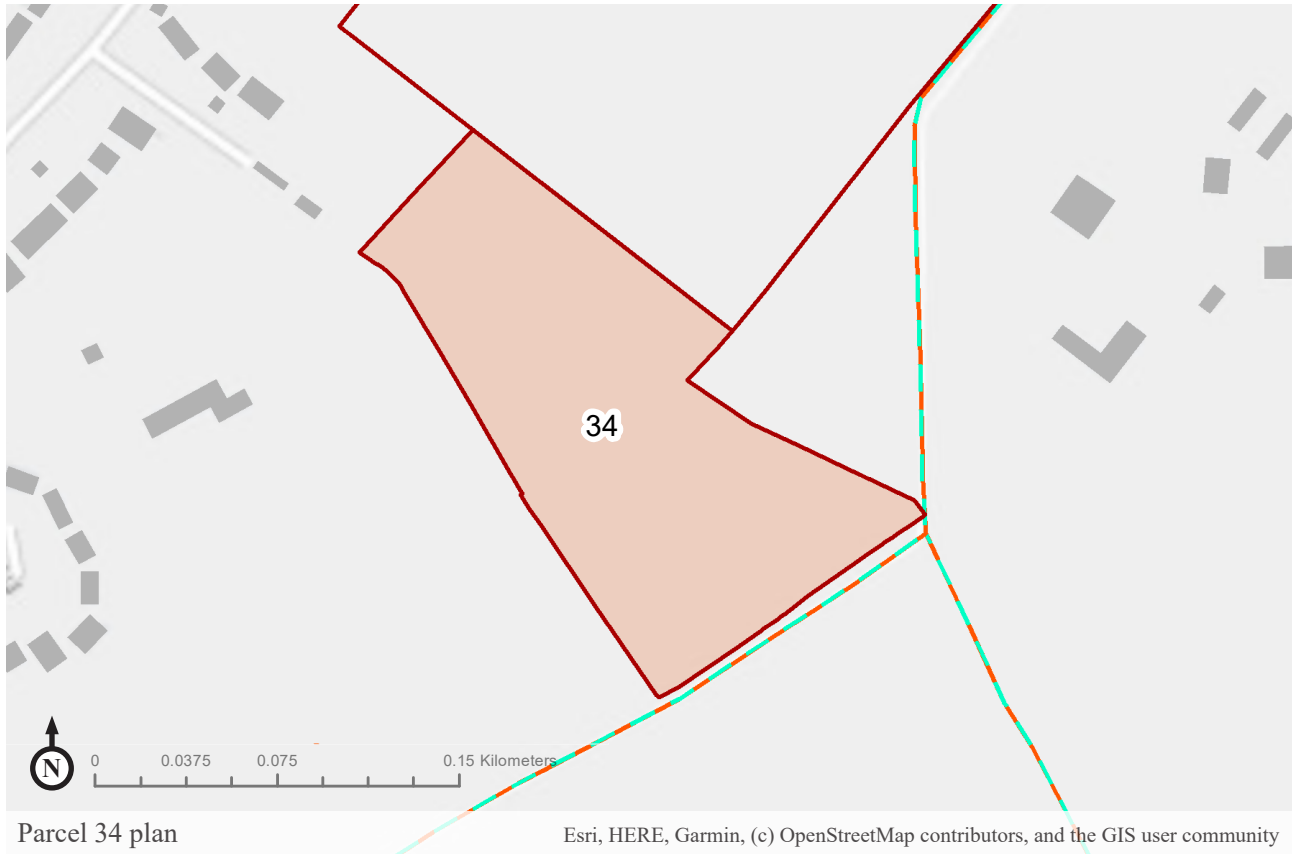 34
N
0 0.0375 0.075 0.15 Kilometers
Parcel 34 plan
Esri, HERE, Garmin, (c) OpenStreetMap contributors, and the GIS user community